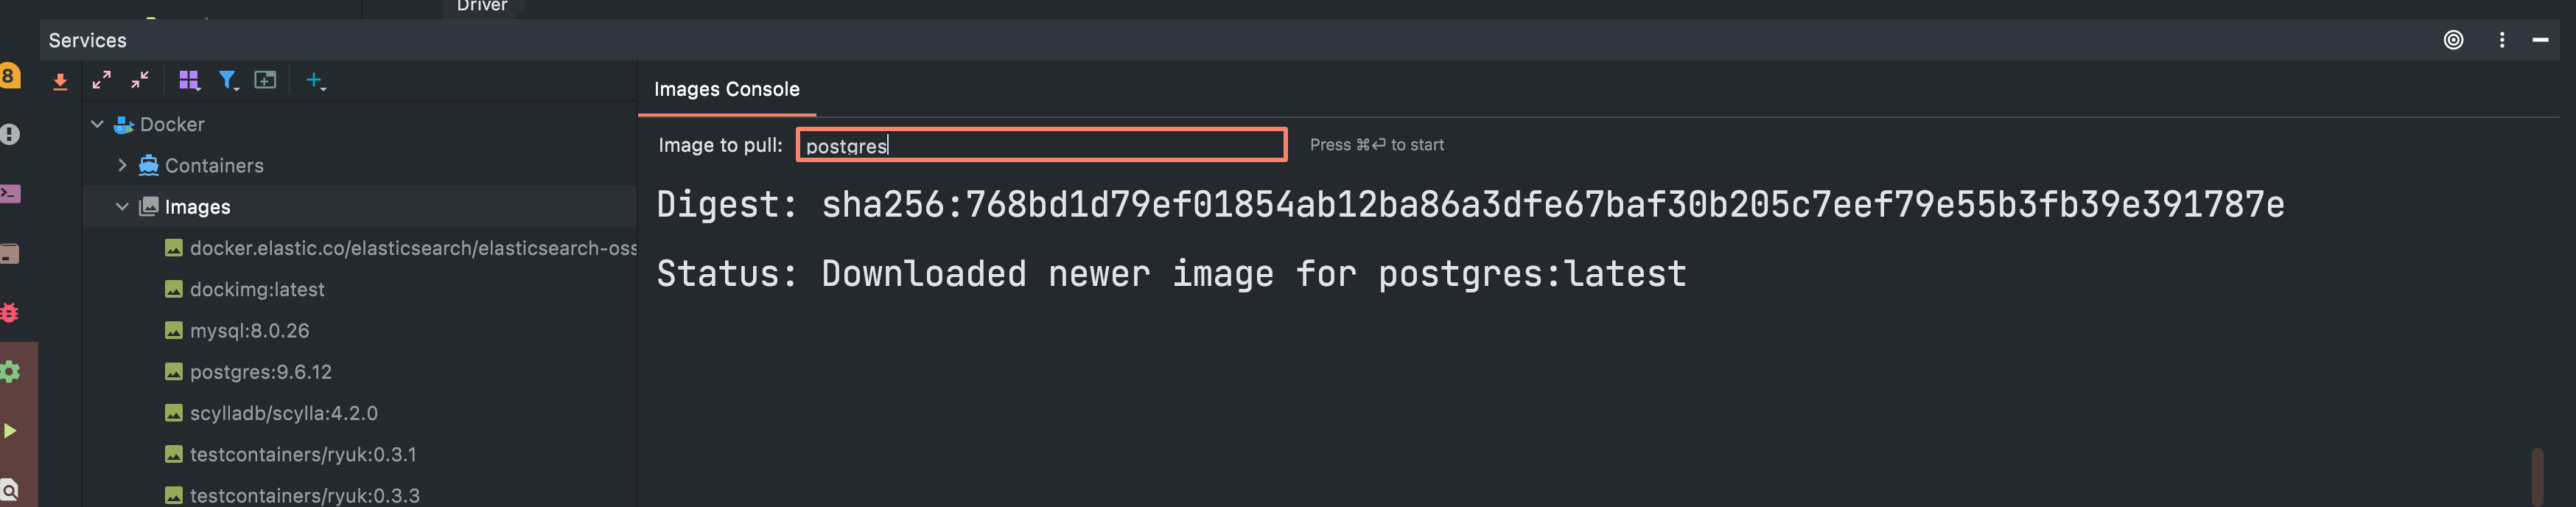 Driver
Services
8
Images Console
Docker
Image to pull: postgres Press ⌘⏎ to start
Containers
Images
Digest: sha256:768bd1d79ef01854ab12ba86a3dfe67baf30b205c7eef79e55b3fb39e391787e
Status: Downloaded newer image for postgres:latest
docker.elastic.co/elasticsearch/elasticsearch-oss
dockimg:latest
mysql:8.0.26
postgres:9.6.12
scylladb/scylla:4.2.0
testcontainers/ryuk:0.3.1
testcontainers/ryuk:0.3.3